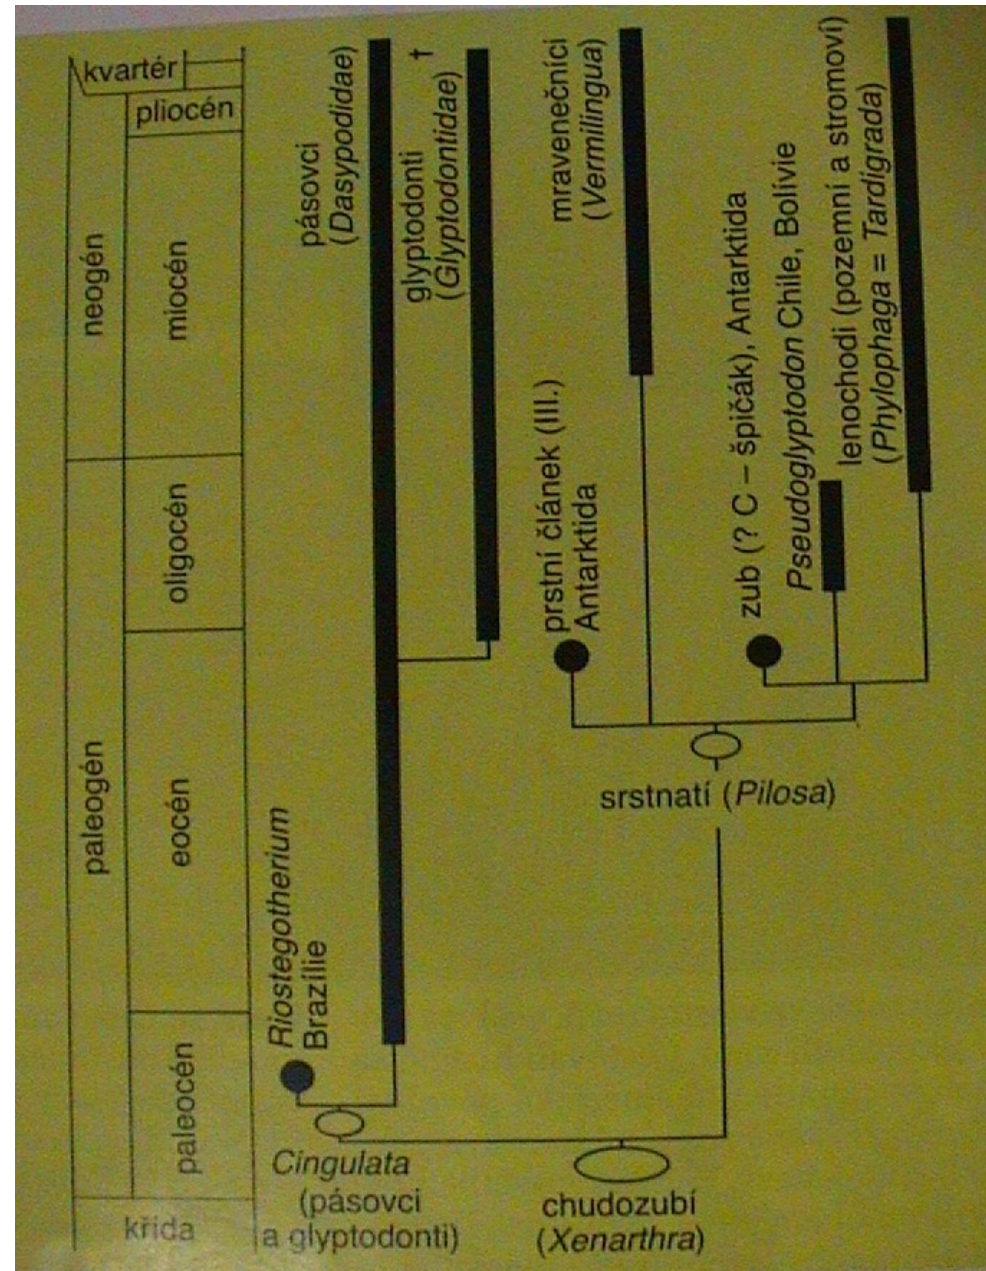 kvartér
pliocén
neogén
miocén
oligocén
paleogén
eocén
paleocén
křída
pásovci
(Dasypodidae)
glyptodonti
(Glyptodontidae) †
mravenečníci
(Vermilingua)
prstní článek (III.)
Antarktida
zub (? C – špičák), Antarktida
Pseudoglyptodon Chile, Bolívie
lenochodi (pozemní a stromoví)
(Phylophaga = Tardigrada)
Riostegotherium
Brazílie
srstnatí (Pilosa)
Cingulata
(pásovci
a glyptodonti)
chudozubí
(Xenarthra)